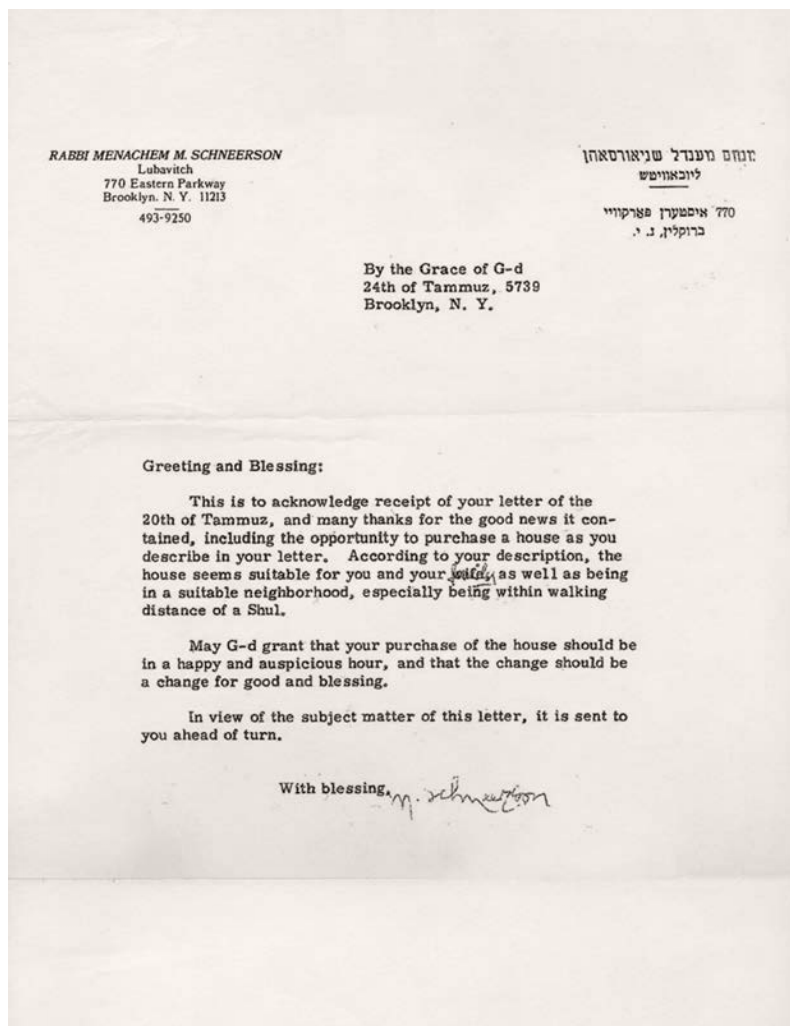 RABBI MENACHEM M. SCHNEERSON
Lubavitch
770 Eastern Parkway
Brooklyn. N. Y. 11213
493-9250
מנחם מענדל שניאורסאהן
ליובאוויטש
770 איסטערן פארקוויי
ברוקלין, נ. י.
By the Grace of G-d
24th of Tammuz, 5739
Brooklyn, N. Y.
Greeting and Blessing:
This is to acknowledge receipt of your letter of the
20th of Tammuz, and many thanks for the good news it con-
tained, including the opportunity to purchase a house as you
describe in your letter. According to your description, the
house seems suitable for you and your as well as being
in a suitable neighborhood, especially being within walking
distance of a Shul.
May G-d grant that your purchase of the house should be
in a happy and auspicious hour, and that the change should be
a change for good and blessing.
In view of the subject matter of this letter, it is sent to
you ahead of turn.
With blessing, M. Schneerson